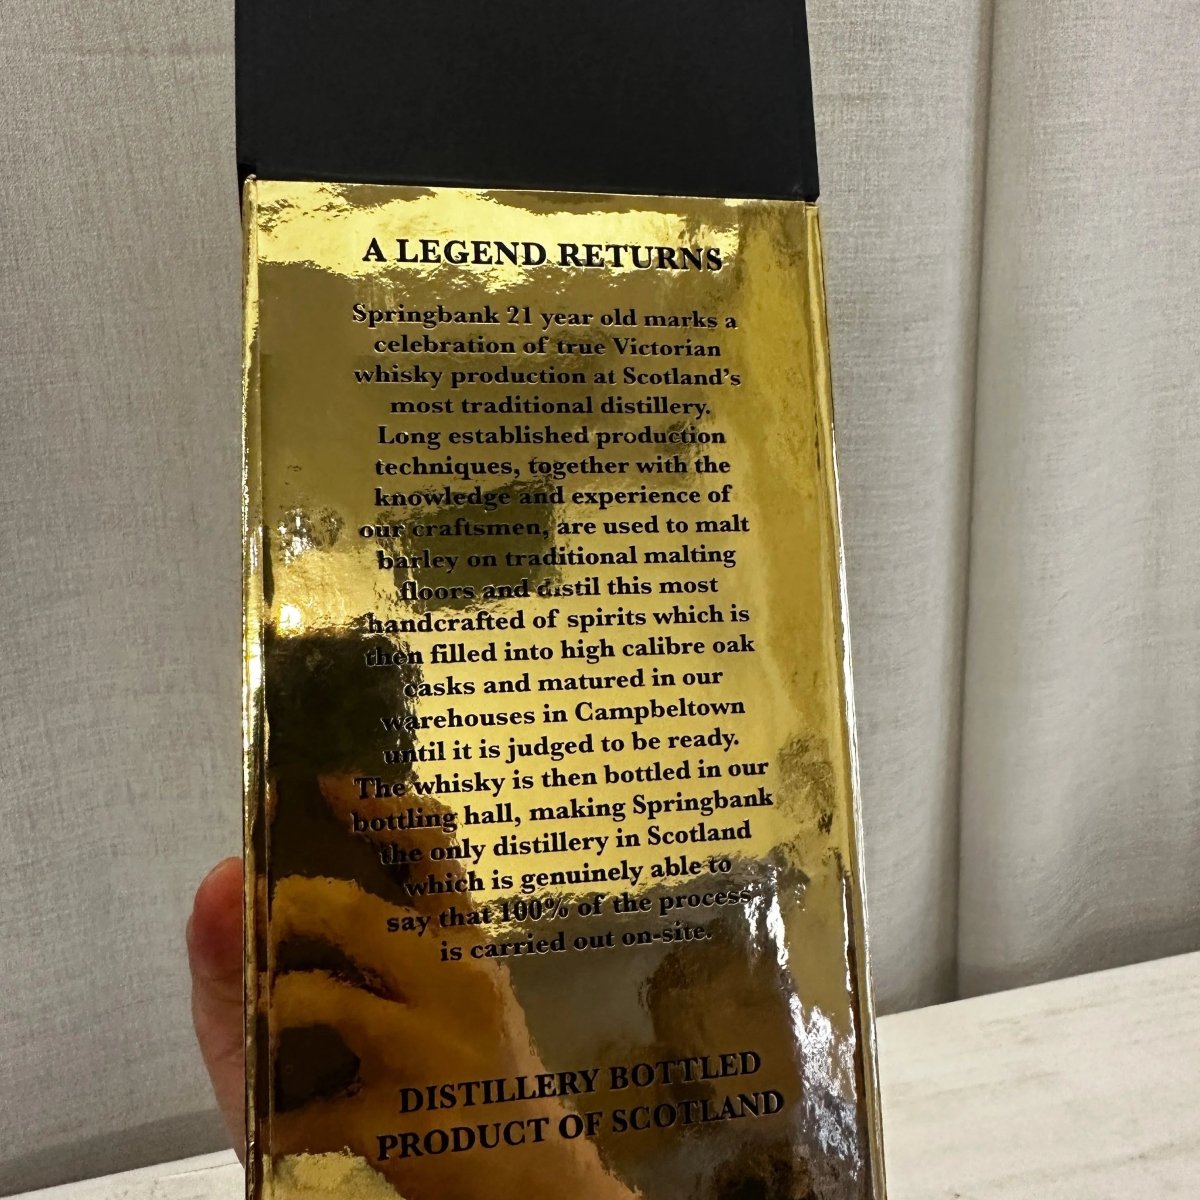 A LEGEND RETURNS
Springbank 21 year old marks a
celebration of true Victorian
whisky production at Scotland's
most traditional distillery.
Long established production
techniques, together with the
knowledge and experience of
our craftsmen, are used to malt
barley on traditional malting
floors and distil this most
handcrafted of spirits which is
then filled into high calibre oak
casks and matured in our
warehouses in Campbeltown
until it is judged to be ready.
The whisky is then bottled in our
bottling hall, making Springbank
the only distillery in Scotland
which is genuinely able to
say that 100% of the process
is carried out on-site.
DISTILLERY BOTTLED
PRODUCT OF SCOTLAND